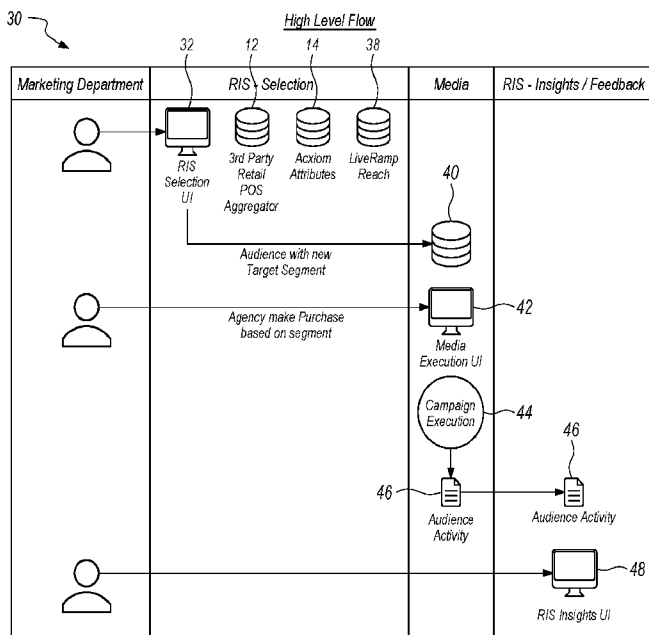 High Level Flow
30
32
12
14
38
Marketing Department
RIS - Selection
Media
RIS - Insights / Feedback
RIS
Selection
UI
3rd Party
Retail
POS
Aggregator
Acxiom
Attributes
LiveRamp
Reach
40
Audience with new
Target Segment
Agency make Purchase
based on segment
42
Media
Execution UI
Campaign
Execution
44
46
Audience
Activity
46
Audience Activity
48
RIS Insights UI